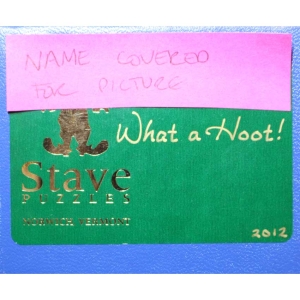 NAME COVERED
FOR PICTURE
What a Hoot!
Stave
PUZZLES
NORWICH, VERMONT
2012